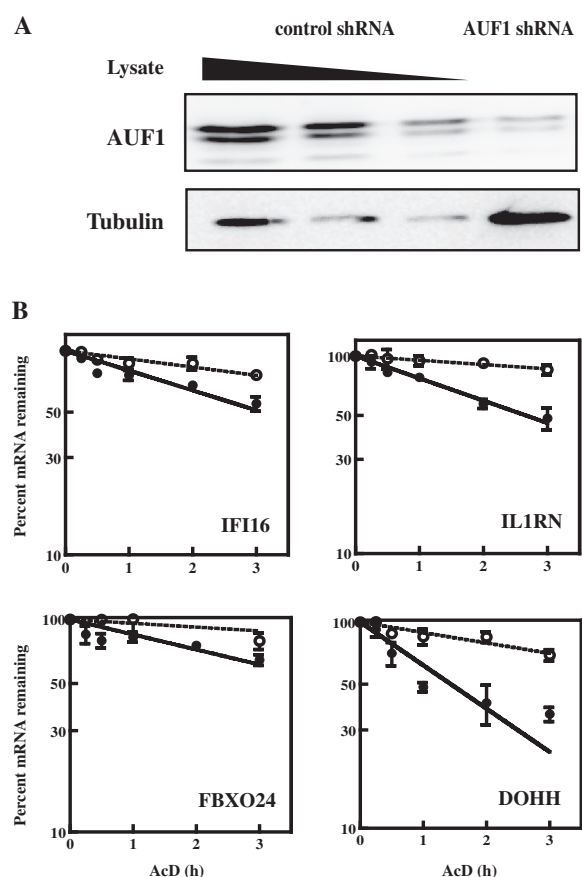 A
control shRNA AUF1 shRNA
Lysate
AUF1
Tubulin
B
Percent mRNA remaining
50
30
10
0 1 2 3
IFI16
100
50
30
10
0 1 2 3
IL1RN
Percent mRNA remaining
100
50
30
10
0 1 2 3
FBXO24
AcD (h)
100
50
30
10
0 1 2 3
DOHH
AcD (h)